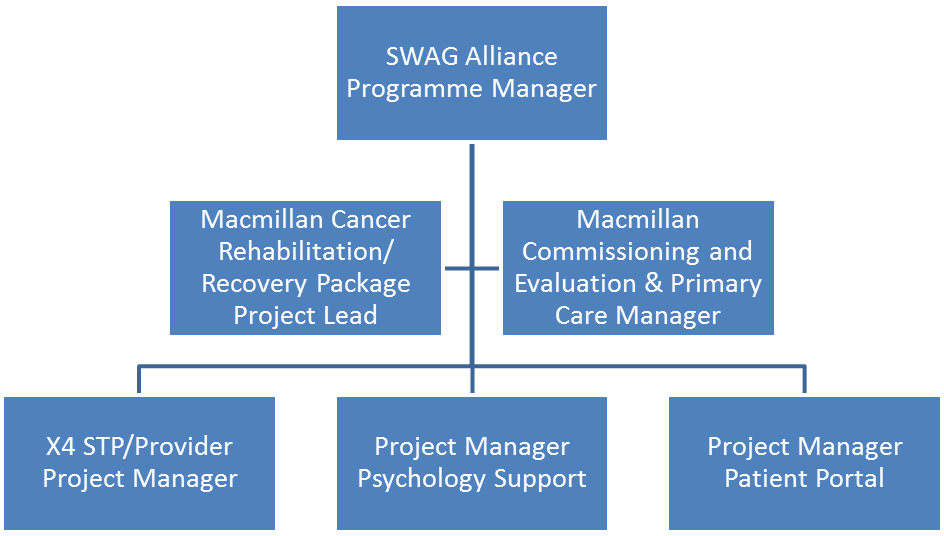 SWAG Alliance
Programme Manager
Macmillan Cancer
Rehabilitation/
Recovery Package
Project Lead
Macmillan
Commissioning and
Evaluation & Primary
Care Manager
X4 STP/Provider
Project Manager
Project Manager
Psychology Support
Project Manager
Patient Portal